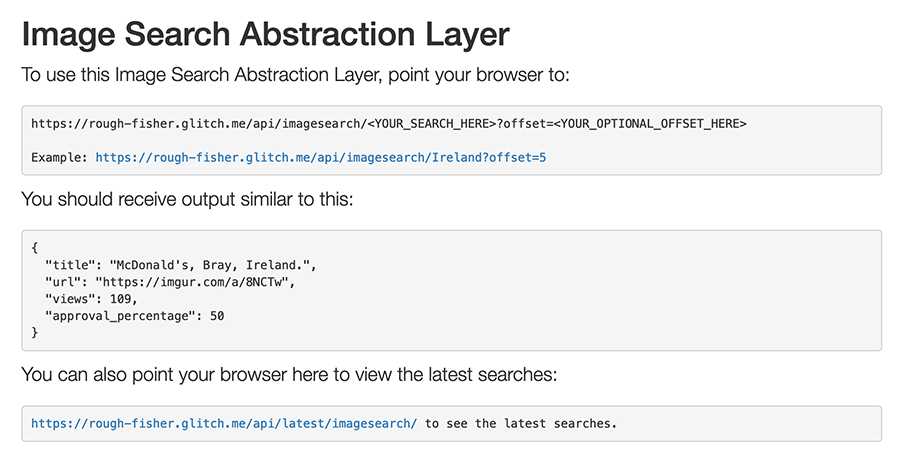 Image Search Abstraction Layer
To use this Image Search Abstraction Layer, point your browser to:
https://rough-fisher.glitch.me/api/imagesearch/<YOUR_SEARCH_HERE>?offset=<YOUR_OPTIONAL_OFFSET_HERE>
Example: https://rough-fisher.glitch.me/api/imagesearch/Ireland?offset=5
You should receive output similar to this:
{
  "title": "McDonald's, Bray, Ireland.",
  "url": "https://imgur.com/a/8NCTw",
  "views": 109,
  "approval_percentage": 50
}
You can also point your browser here to view the latest searches:
https://rough-fisher.glitch.me/api/latest/imagesearch/ to see the latest searches.